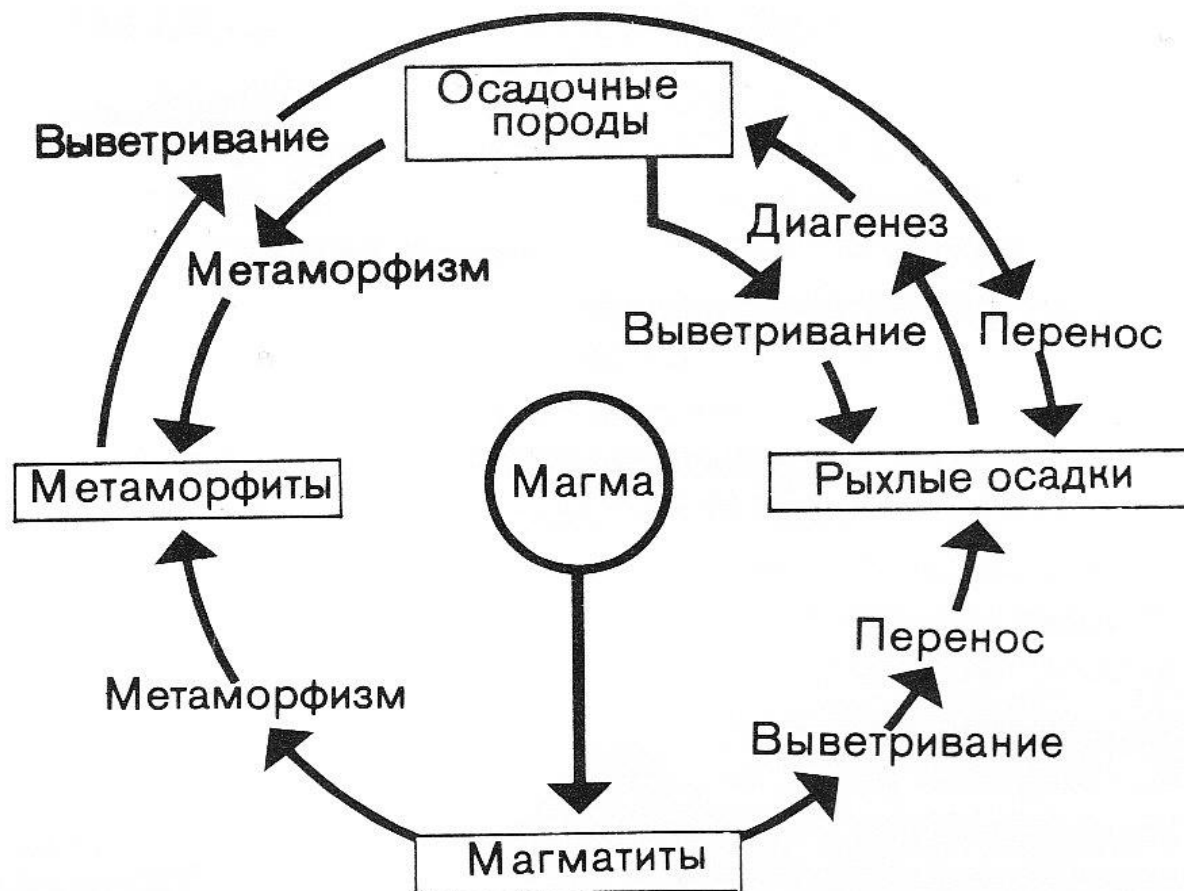 Осадочные
породы
Выветривание
Диагенез
Метаморфизм
Выветривание
Перенос
Метаморфиты
Магма
Рыхлые осадки
Перенос
Метаморфизм
Выветривание
Магматиты